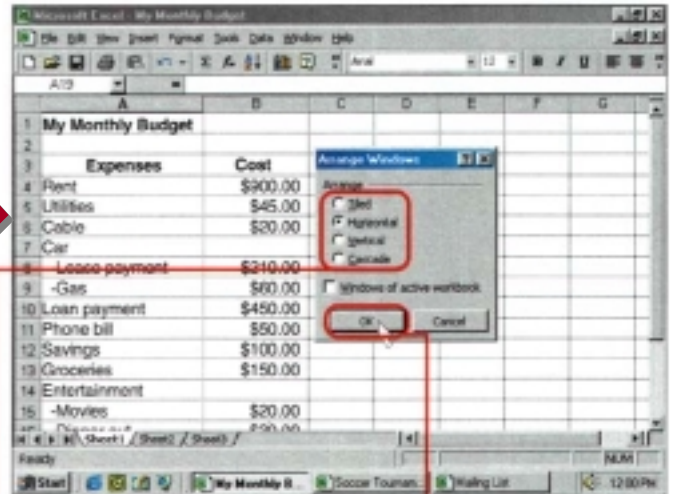 Microsoft Excel - My Monthly Budget
File Edit View Insert Format Tools Data Window Help
Arial 12 B I U
A19 =
A B C D E F G
1 My Monthly Budget
2
3 Expenses Cost
4 Rent $900.00
5 Utilities $45.00
6 Cable $20.00
7 Car
8 -Lease payment $210.00
9 -Gas $60.00
10 Loan payment $450.00
11 Phone bill $50.00
12 Savings $100.00
13 Groceries $150.00
14 Entertainment
15 -Movies $20.00
Arrange Windows
Arrange
Tiled
Horizontal
Vertical
Cascade
Windows of active workbook
OK Cancel
Sheet1 / Sheet2 / Sheet3 /
Ready NUM
Start My Monthly B... Soccer Tournam... Mailing List 12:00 PM